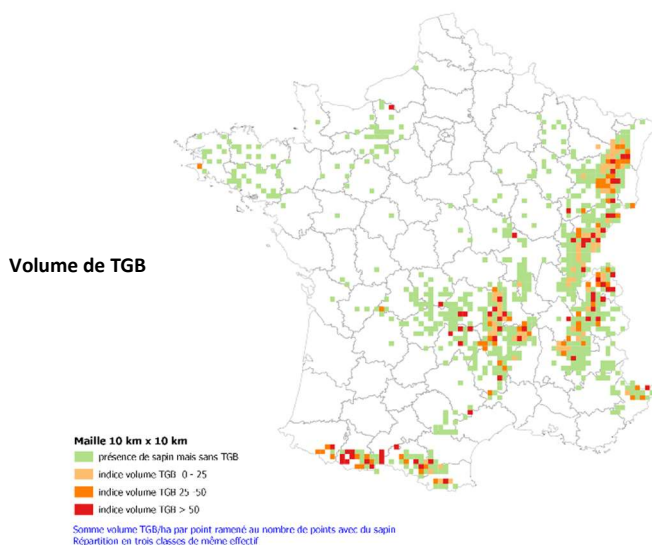 Volume de TGB
Maille 10 km x 10 km
présence de sapin mais sans TGB
indice volume TGB 0 - 25
indice volume TGB 25 -50
indice volume TGB > 50
Somme volume TGB/ha par point ramené au nombre de points avec du sapin
Répartition en trois classes de même effectif